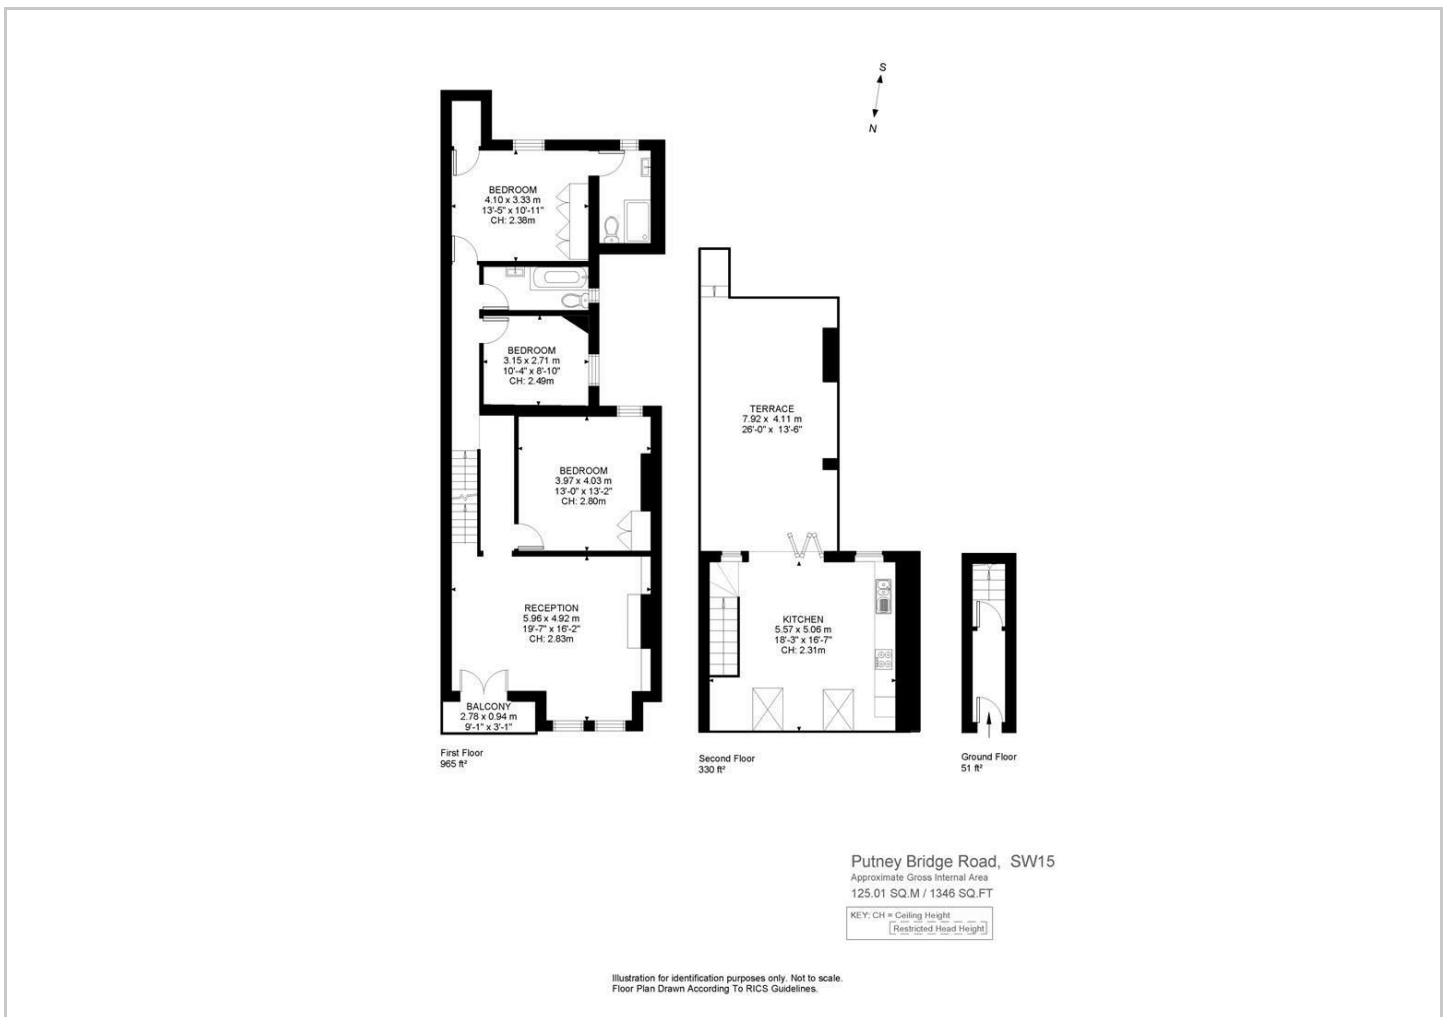 S
N
BEDROOM
4.10 x 3.33 m
13'-5" x 10'-11"
CH: 2.38m
BEDROOM
3.15 x 2.71 m
10'-4" x 8'-10"
CH: 2.49m
BEDROOM
3.97 x 4.03 m
13'-0" x 13'-2"
CH: 2.80m
RECEPTION
5.96 x 4.92 m
19'-7" x 16'-2"
CH: 2.83m
BALCONY
2.78 x 0.94 m
9'-1" x 3'-1"
First Floor
965 ft²
TERRACE
7.92 x 4.11 m
26'-0" x 13'-6"
KITCHEN
5.57 x 5.06 m
18'-3" x 16'-7"
CH: 2.31m
Second Floor
330 ft²
Ground Floor
51 ft²
Putney Bridge Road, SW15
Approximate Gross Internal Area
125.01 SQ.M / 1346 SQ.FT
KEY: CH = Ceiling Height
Restricted Head Height
Illustration for identification purposes only. Not to scale.
Floor Plan Drawn According To RICS Guidelines.